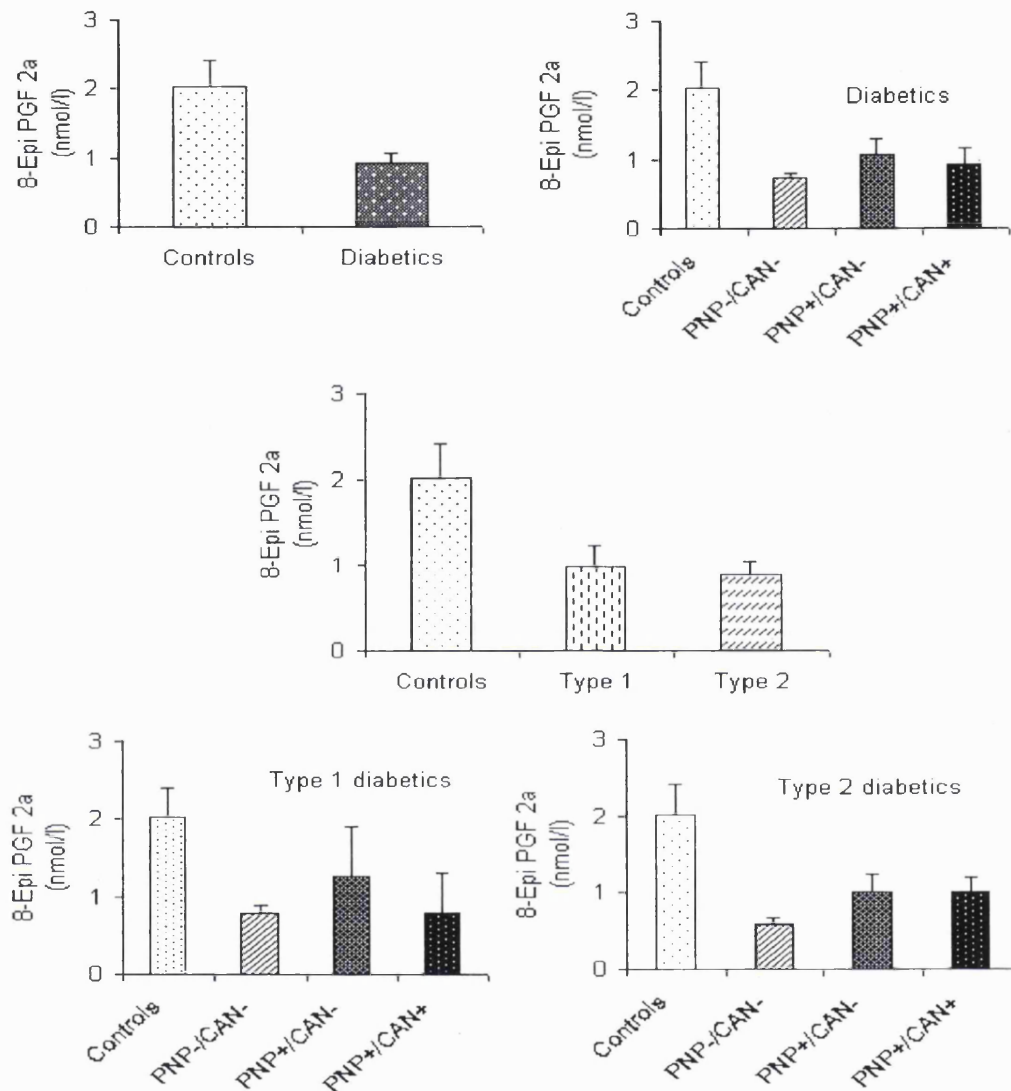 8-Epi PGF 2a
(nmol/l)
3
2
1
0
Controls
Diabetics
8-Epi PGF 2a
(nmol/l)
3
2
1
0
Diabetics
Controls
PNP-/CAN-
PNP+/CAN-
PNP+/CAN+
8-Epi PGF 2a
(nmol/l)
3
2
1
0
Controls
Type 1
Type 2
8-Epi PGF 2a
(nmol/l)
3
2
1
0
Type 1 diabetics
Controls
PNP-/CAN-
PNP+/CAN-
PNP+/CAN+
8-Epi PGF 2a
(nmol/l)
3
2
1
0
Type 2 diabetics
Controls
PNP-/CAN-
PNP+/CAN-
PNP+/CAN+